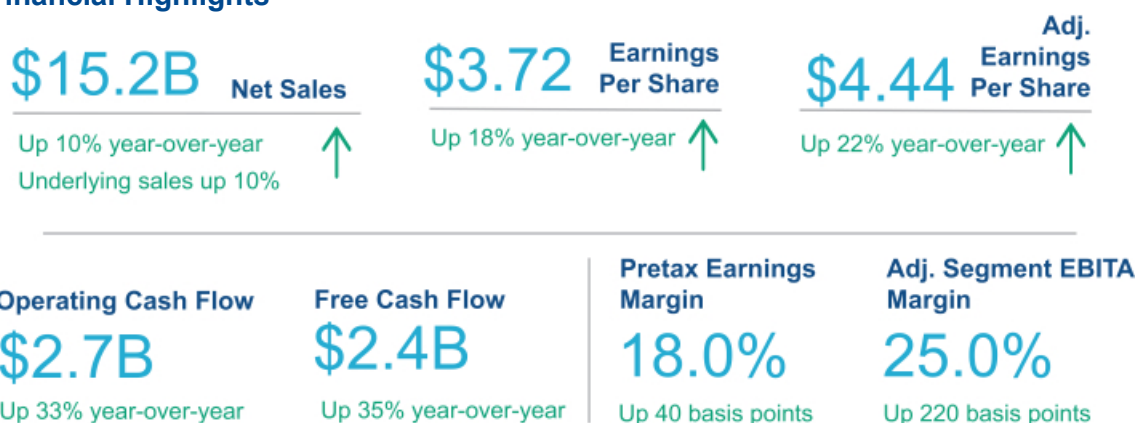 Financial Highlights
$15.2B Net Sales
Up 10% year-over-year
Underlying sales up 10%
$3.72 Earnings
Per Share
Up 18% year-over-year
$4.44 Adj.
Earnings
Per Share
Up 22% year-over-year
Operating Cash Flow
$2.7B
Up 33% year-over-year
Free Cash Flow
$2.4B
Up 35% year-over-year
Pretax Earnings
Margin
18.0%
Up 40 basis points
Adj. Segment EBITA
Margin
25.0%
Up 220 basis points